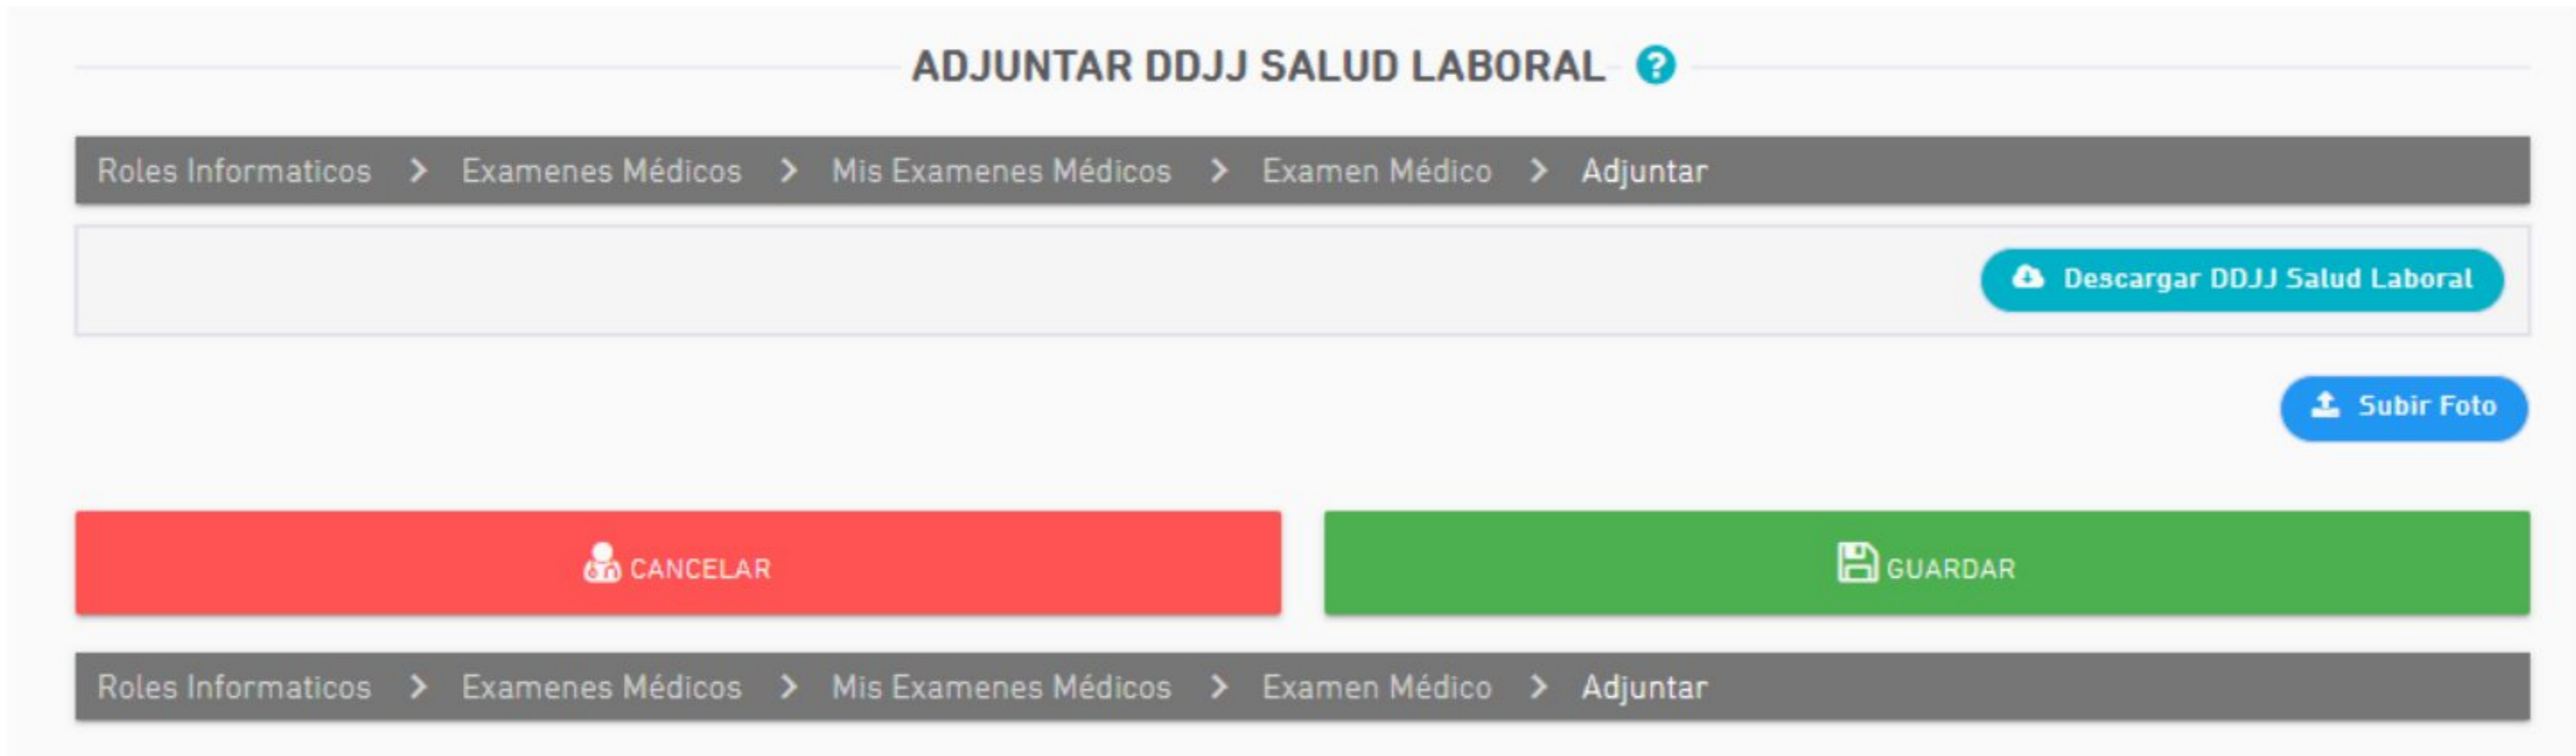 ADJUNTAR DDJJ SALUD LABORAL ?
Roles Informaticos > Examenes Médicos > Mis Examenes Médicos > Examen Médico > Adjuntar
Descargar DDJJ Salud Laboral
Subir Foto
CANCELAR
GUARDAR
Roles Informaticos > Examenes Médicos > Mis Examenes Médicos > Examen Médico > Adjuntar